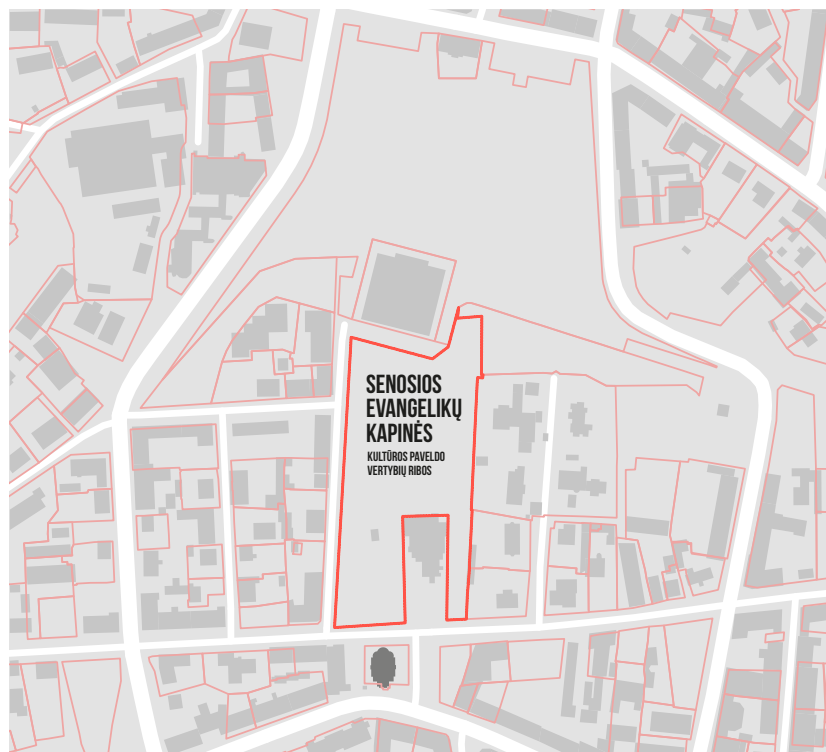 SENOSIOS
EVANGELIKŲ
KAPINĖS
KULTŪROS PAVELDO
VERTYBIŲ RIBOS